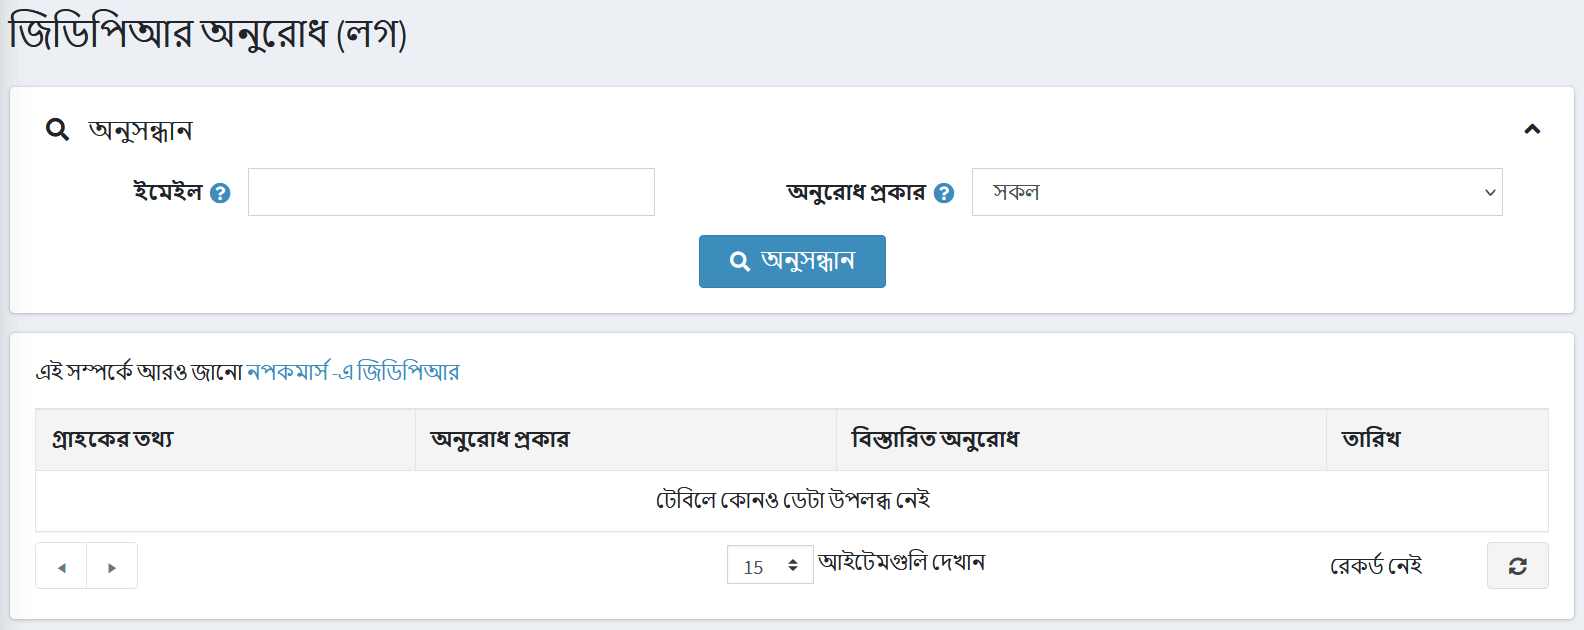 জিডিপিআর অনুরোধ (লগ)
অনুসন্ধান
ইমেইল অনুরোধ প্রকার সকল
অনুসন্ধান
এই সম্পর্কে আরও জানো নপকমার্স -এ জিডিপিআর
গ্রাহকের তথ্য অনুরোধ প্রকার বিস্তারিত অনুরোধ তারিখ
টেবিলে কোনও ডেটা উপলব্ধ নেই
15 আইটেমগুলি দেখান রেকর্ড নেই